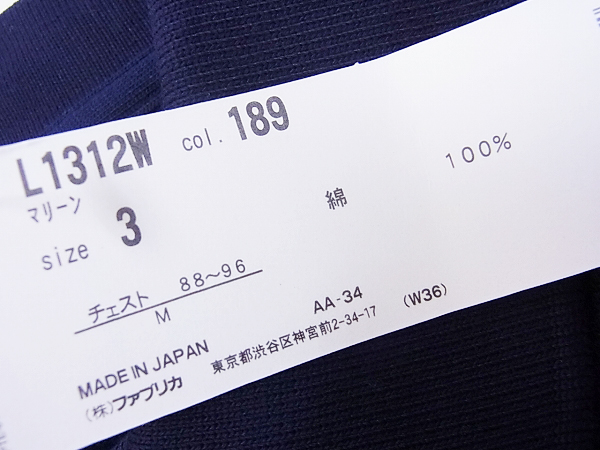 L1312W col. 189
マリーン
size 3
綿 100%
チェスト 88〜96
M
MADE IN JAPAN AA-34 (W36)
(株)ファブリカ 東京都渋谷区神宮前2-34-17